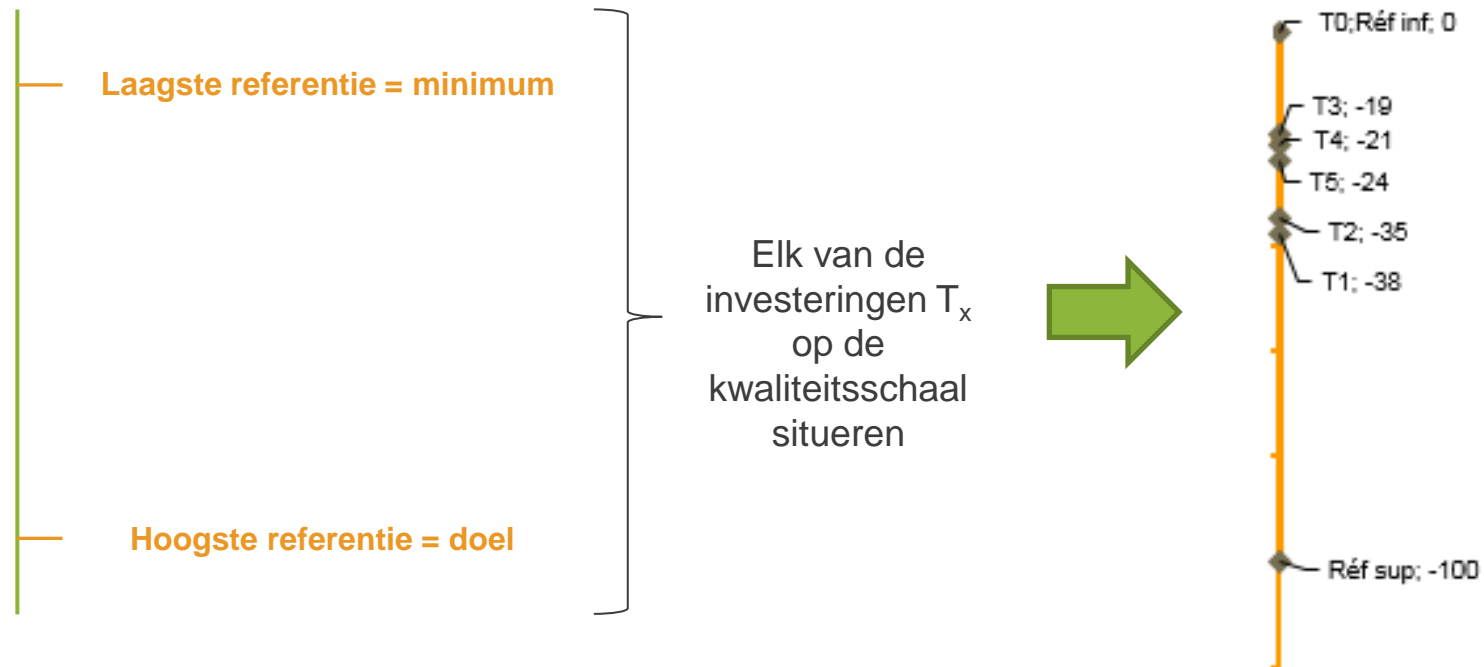 Laagste referentie = minimum
Hoogste referentie = doel
Elk van de
investeringen Tx
op de
kwaliteitsschaal
situeren
T0;Réf inf; 0
T3; -19
T4; -21
T5; -24
T2; -35
T1; -38
Réf sup; -100